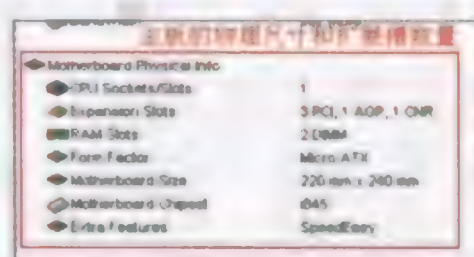 Motherboard Physical Info
CPU Sockets/Slots 1
Expansion Slots 3 PCI, 1 AGP, 1 CNR
RAM Slots 2 DIMM
Form Factor Micro ATX
Motherboard Size 220 mm x 240 mm
Motherboard Chipset i845
Extra Features SpeedEasy